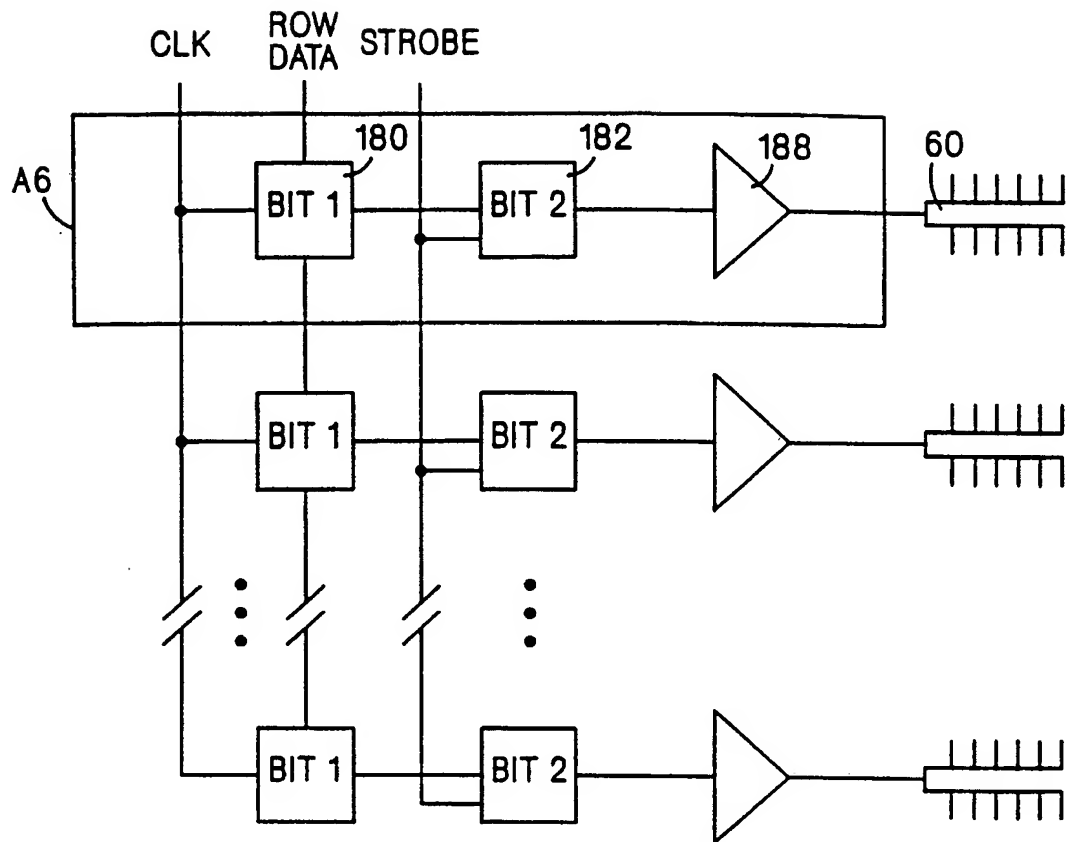 CLK
ROW
DATA
STROBE
A6
180
182
188
60
BIT 1
BIT 2
BIT 1
BIT 2
BIT 1
BIT 2